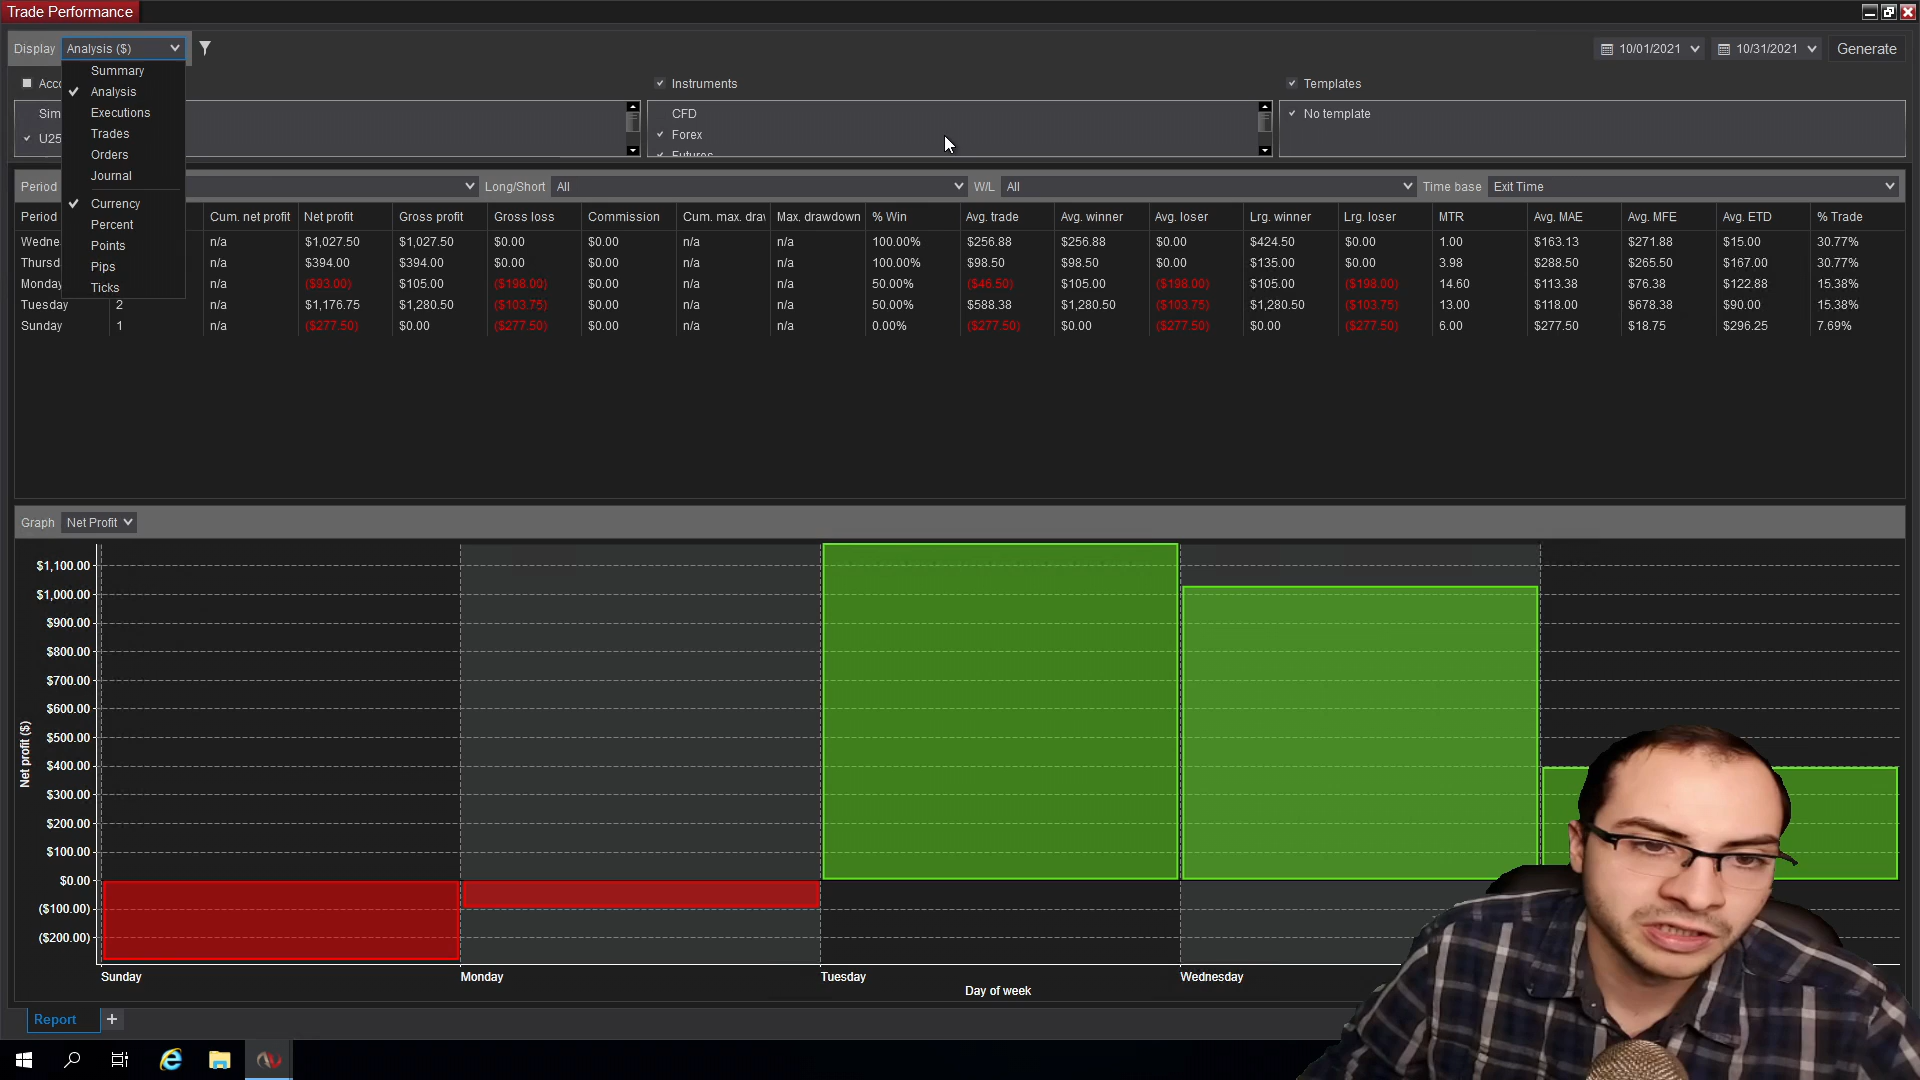 Trade Performance
Display Analysis ($) 10/01/2021 10/31/2021 Generate
Summary
Analysis
Executions
Trades
Orders
Journal
Currency
Percent
Points
Pips
Ticks
Acco Instruments Templates
Sim CFD No template
U25 Forex
Futures
Period Long/Short All W/L All Time base Exit Time
Period Cum. net profit Net profit Gross profit Gross loss Commission Cum. max. drav Max. drawdown % Win Avg. trade Avg. winner Avg. loser Lrg. winner Lrg. loser MTR Avg. MAE Avg. MFE Avg. ETD % Trade
Wedne n/a $1,027.50 $1,027.50 $0.00 $0.00 n/a n/a 100.00% $256.88 $256.88 $0.00 $424.50 $0.00 1.00 $163.13 $271.88 $15.00 30.77%
Thursd n/a $394.00 $394.00 $0.00 $0.00 n/a n/a 100.00% $98.50 $98.50 $0.00 $135.00 $0.00 3.98 $288.50 $265.50 $167.00 30.77%
Monday n/a ($93.00) $105.00 ($198.00) $0.00 n/a n/a 50.00% ($46.50) $105.00 ($198.00) $105.00 ($198.00) 14.60 $113.38 $76.38 $122.88 15.38%
Tuesday 2 n/a $1,176.75 $1,280.50 ($103.75) $0.00 n/a n/a 50.00% $588.38 $1,280.50 ($103.75) $1,280.50 ($103.75) 13.00 $118.00 $678.38 $90.00 15.38%
Sunday 1 n/a ($277.50) $0.00 ($277.50) $0.00 n/a n/a 0.00% ($277.50) $0.00 ($277.50) $0.00 ($277.50) 6.00 $277.50 $18.75 $296.25 7.69%
Graph Net Profit
$1,100.00
$1,000.00
$900.00
$800.00
$700.00
$600.00
$500.00
$400.00
$300.00
$200.00
$100.00
$0.00
($100.00)
($200.00)
Net profit ($)
Sunday Monday Tuesday Wednesday
Day of week
Report +